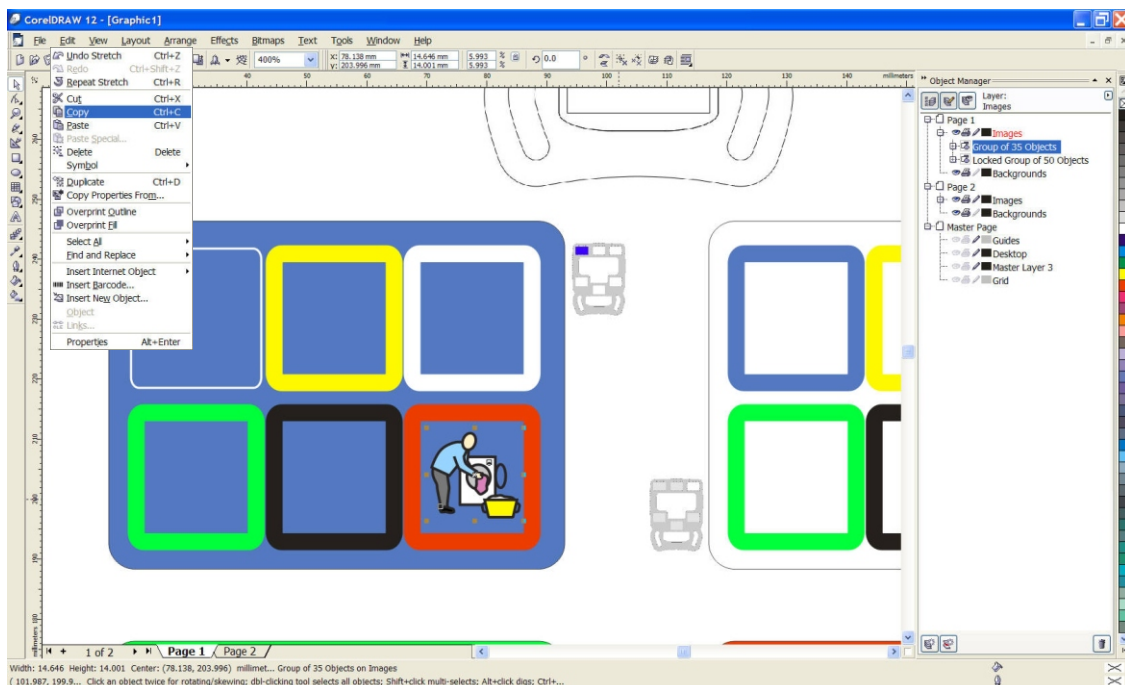 CorelDRAW 12 - [Graphic1]
File Edit View Layout Arrange Effects Bitmaps Text Tools Window Help
400% x: 78.138 mm y: 203.996 mm 14.646 mm 14.001 mm 5.993 % 5.993 % 0.0 °
Undo Stretch Ctrl+Z
Redo Ctrl+Shift+Z
Repeat Stretch Ctrl+R
Cut Ctrl+X
Copy Ctrl+C
Paste Ctrl+V
Paste Special...
Delete Delete
Symbol
Duplicate Ctrl+D
Copy Properties From...
Overprint Outline
Overprint Fill
Select All
Find and Replace
Insert Internet Object
Insert Barcode...
Insert New Object...
Object
Links...
Properties Alt+Enter
40 50 60 70 80 90 100 110 120 130 140 millimeters
Object Manager
Layer:
Images
Page 1
Images
Group of 35 Objects
Locked Group of 50 Objects
Backgrounds
Page 2
Images
Backgrounds
Master Page
Guides
Desktop
Master Layer 3
Grid
1 of 2 Page 1 Page 2
Width: 14.646 Height: 14.001 Center: (78.138, 203.996) millimet... Group of 35 Objects on Images
( 101.987, 199.9... Click an object twice for rotating/skewing; dbl-clicking tool selects all objects; Shift+click multi-selects; Alt+click digs; Ctrl+...